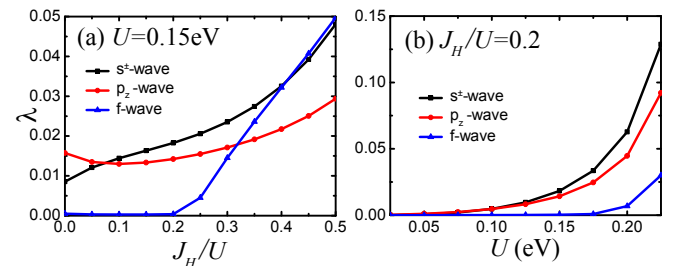 (a) U=0.15eV
s±-wave
p_z-wave
f-wave
λ
0.05
0.04
0.03
0.02
0.01
0.00
0.0 0.1 0.2 0.3 0.4 0.5
J_H/U
(b) J_H/U=0.2
s±-wave
p_z-wave
f-wave
0.15
0.10
0.05
0.00
0.05 0.10 0.15 0.20
U (eV)